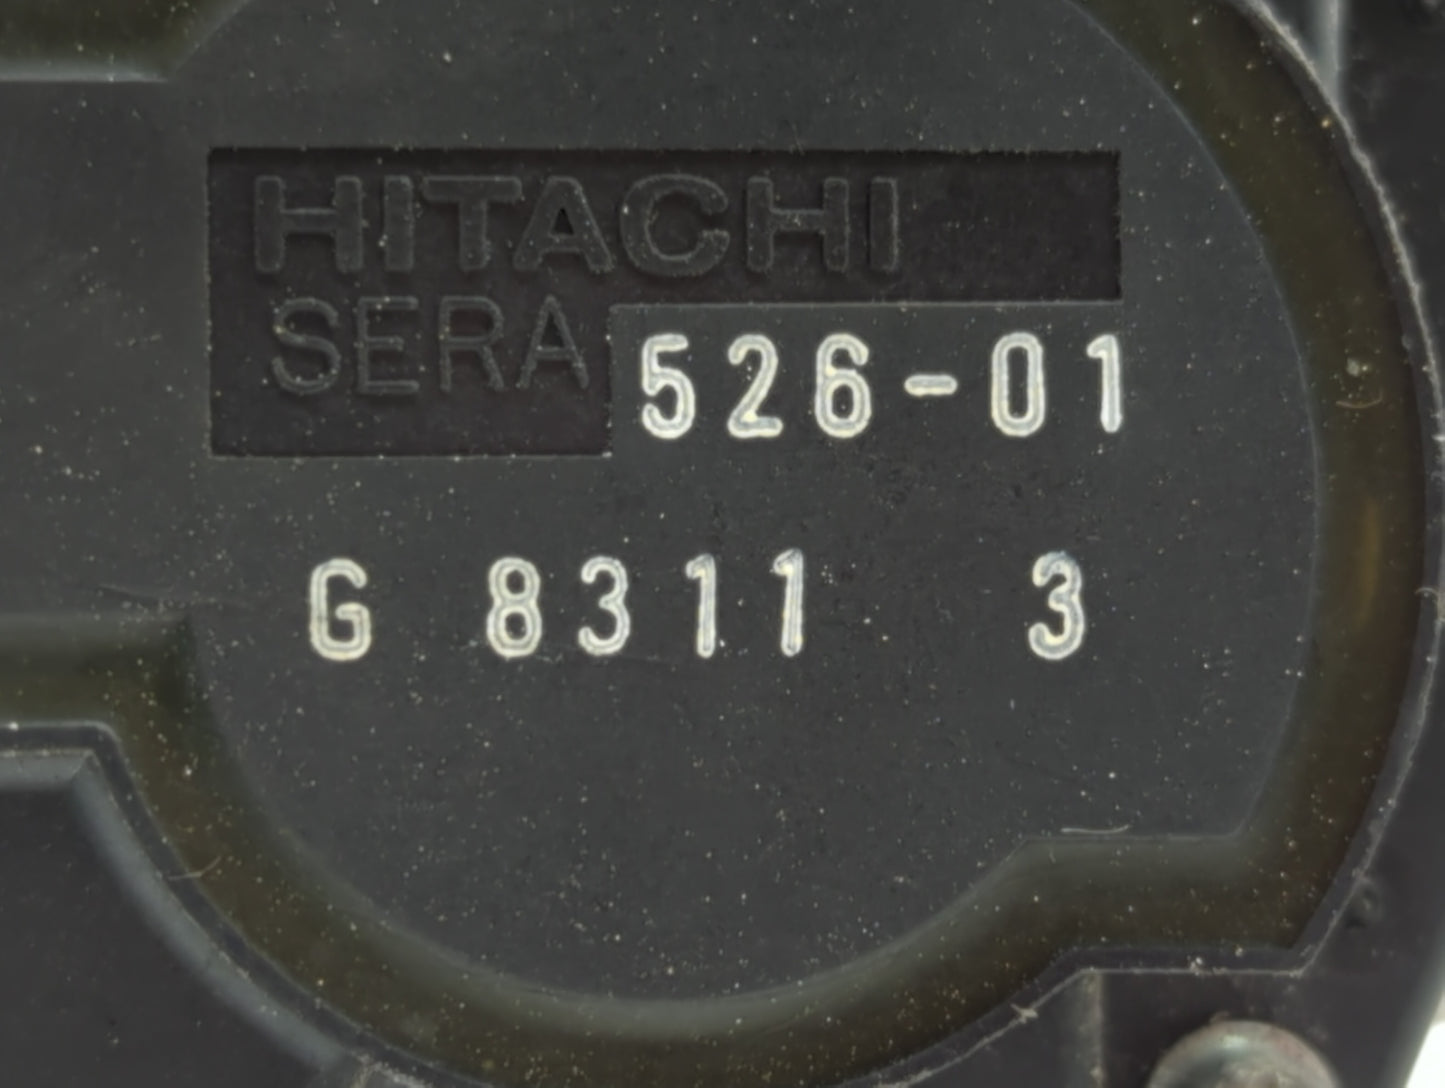 HITACHI
SERA 526-01
G 8311 3